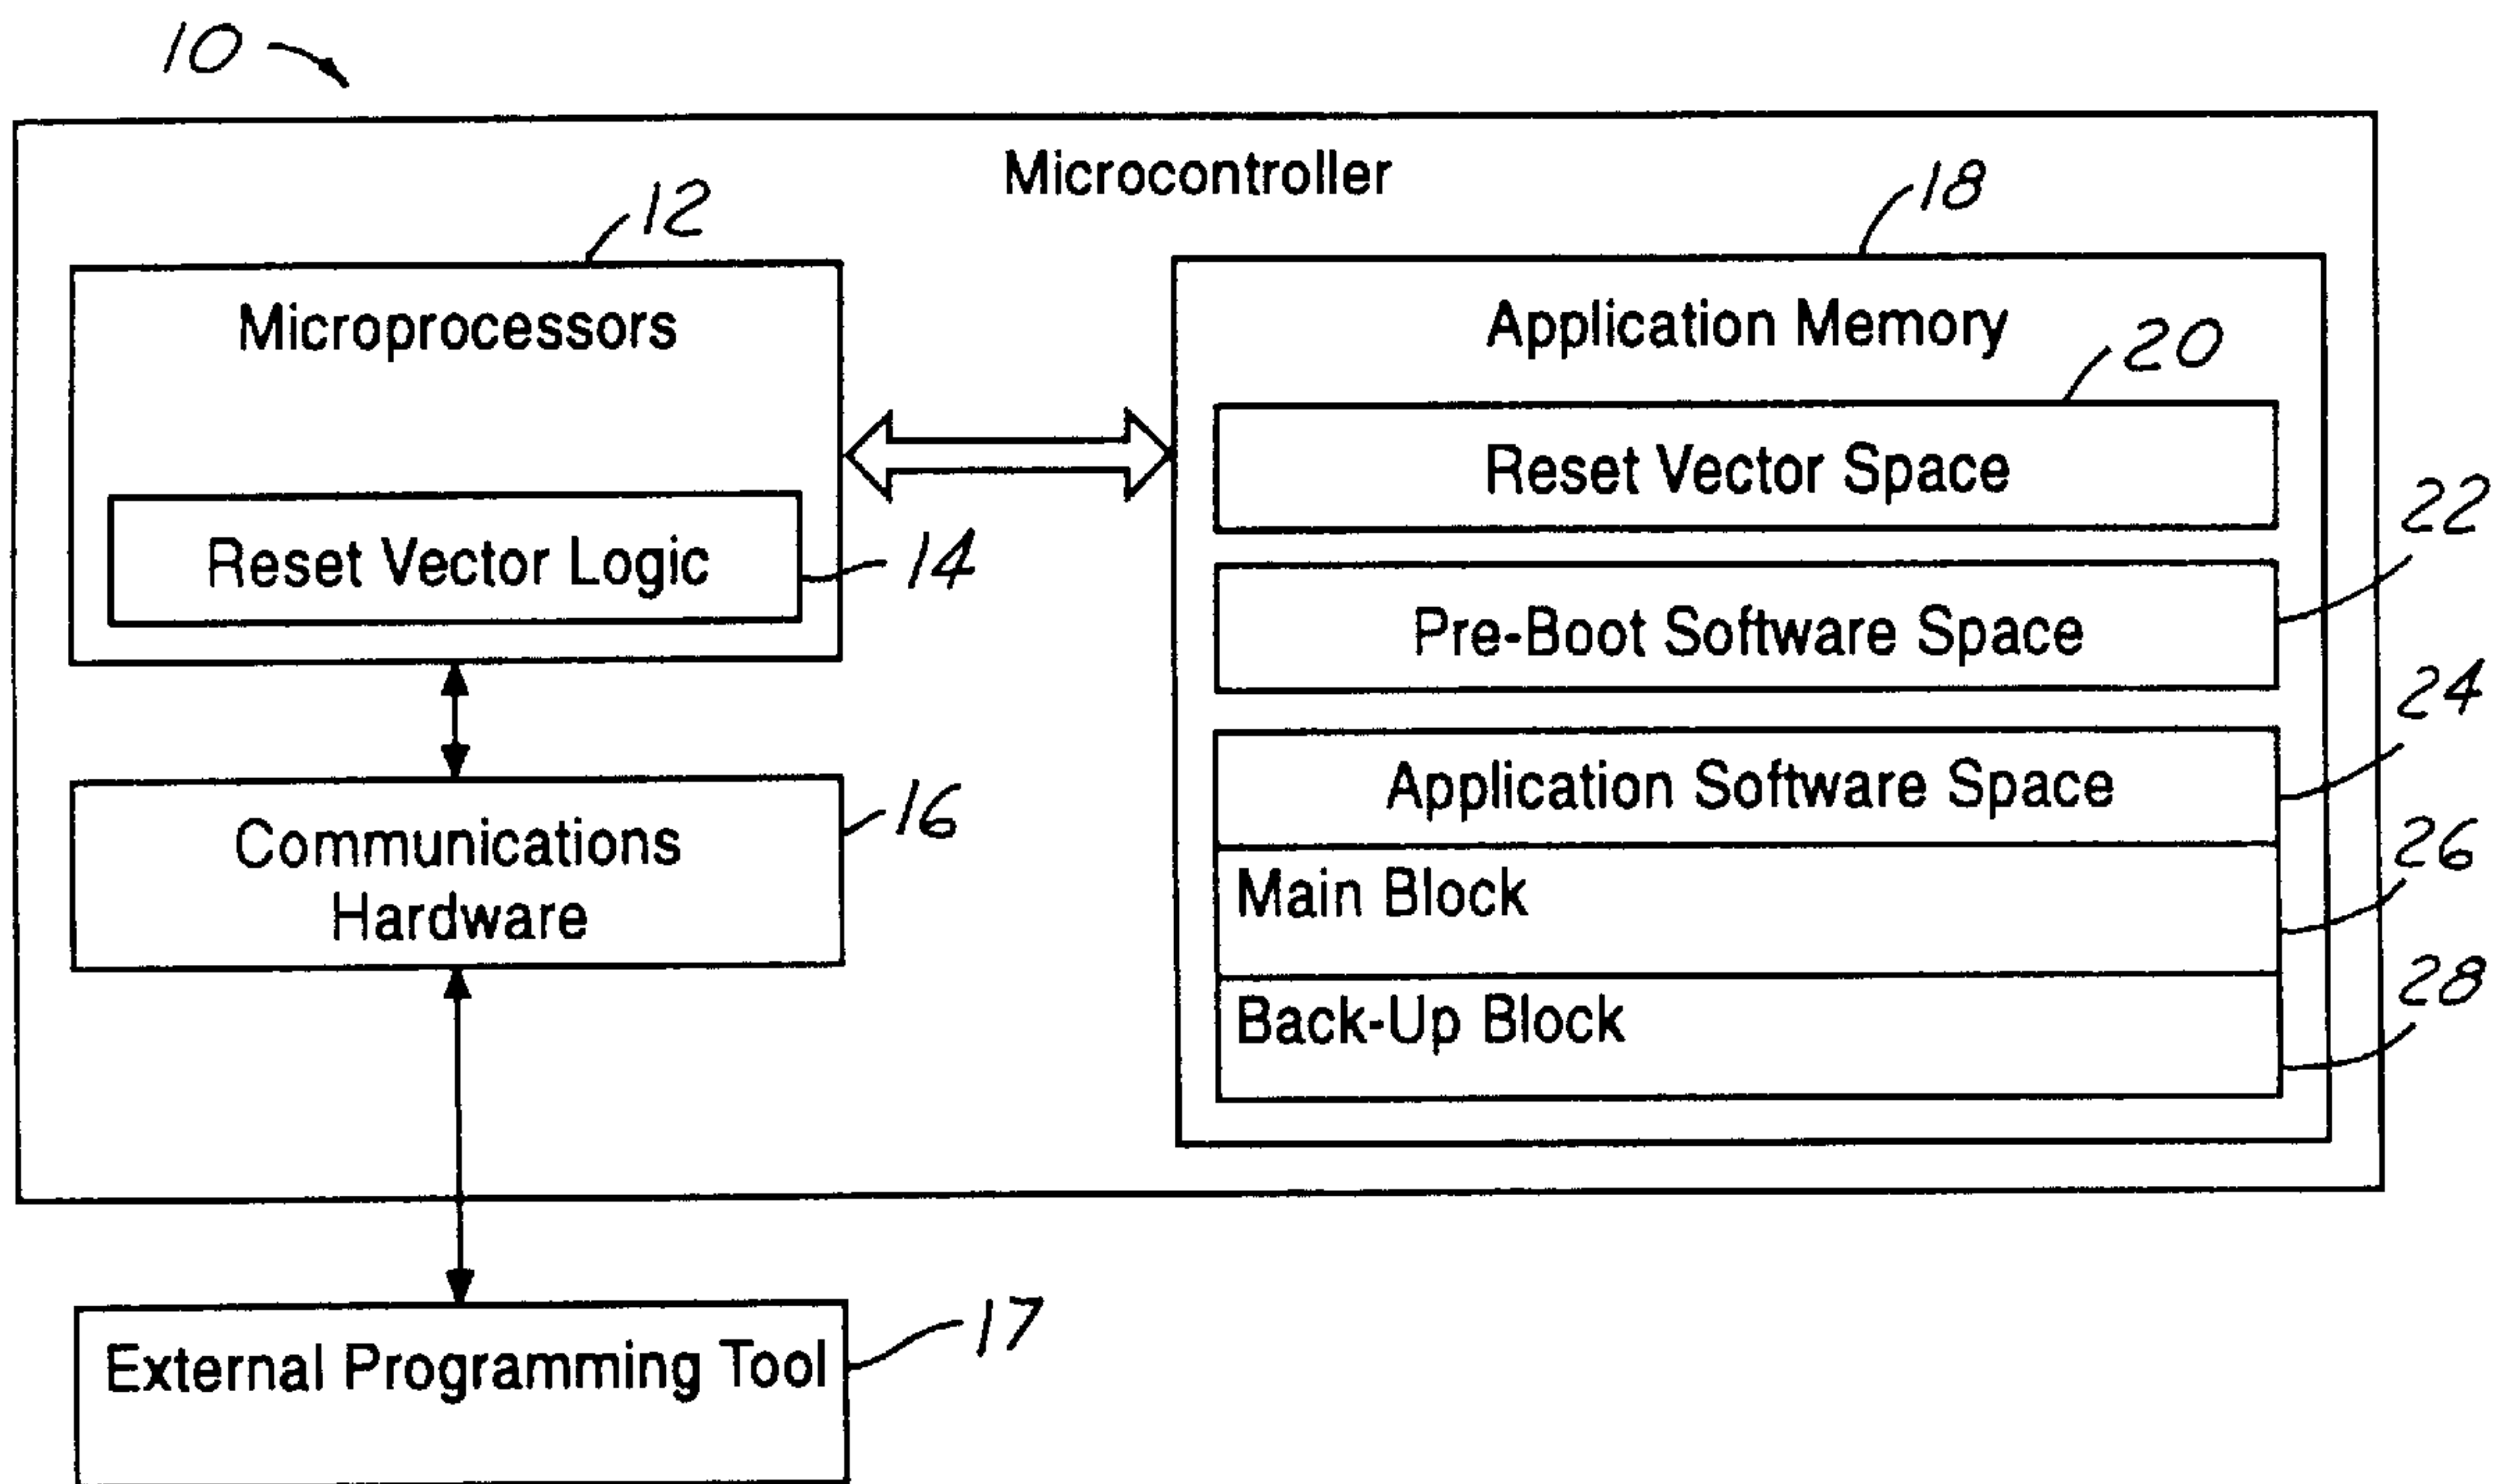 10
Microcontroller
12
18
Microprocessors
Application Memory
20
Reset Vector Space
22
Reset Vector Logic
14
Pre-Boot Software Space
24
Application Software Space
16
Communications
Hardware
26
Main Block
28
Back-Up Block
17
External Programming Tool